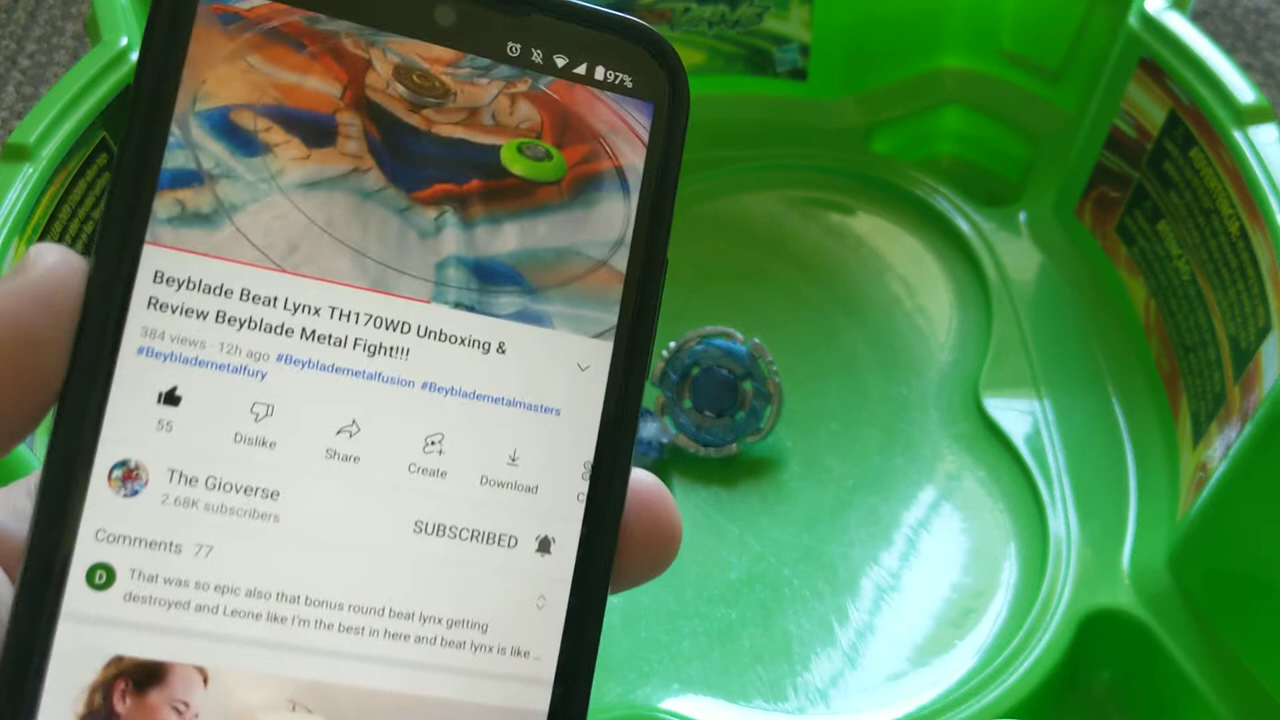 97%
Beyblade Beat Lynx TH170WD Unboxing &
Review Beyblade Metal Fight!!!
384 views · 12h ago #Beyblademetalfusion #Beyblademetalmasters
#Beyblademetalfury
55
Dislike
Share
Create
Download
C
The Gioverse
2.68K subscribers
SUBSCRIBED
Comments 77
D
That was so epic also that bonus round beat lynx getting
destroyed and Leone like I'm the best in here and beat lynx is like ...